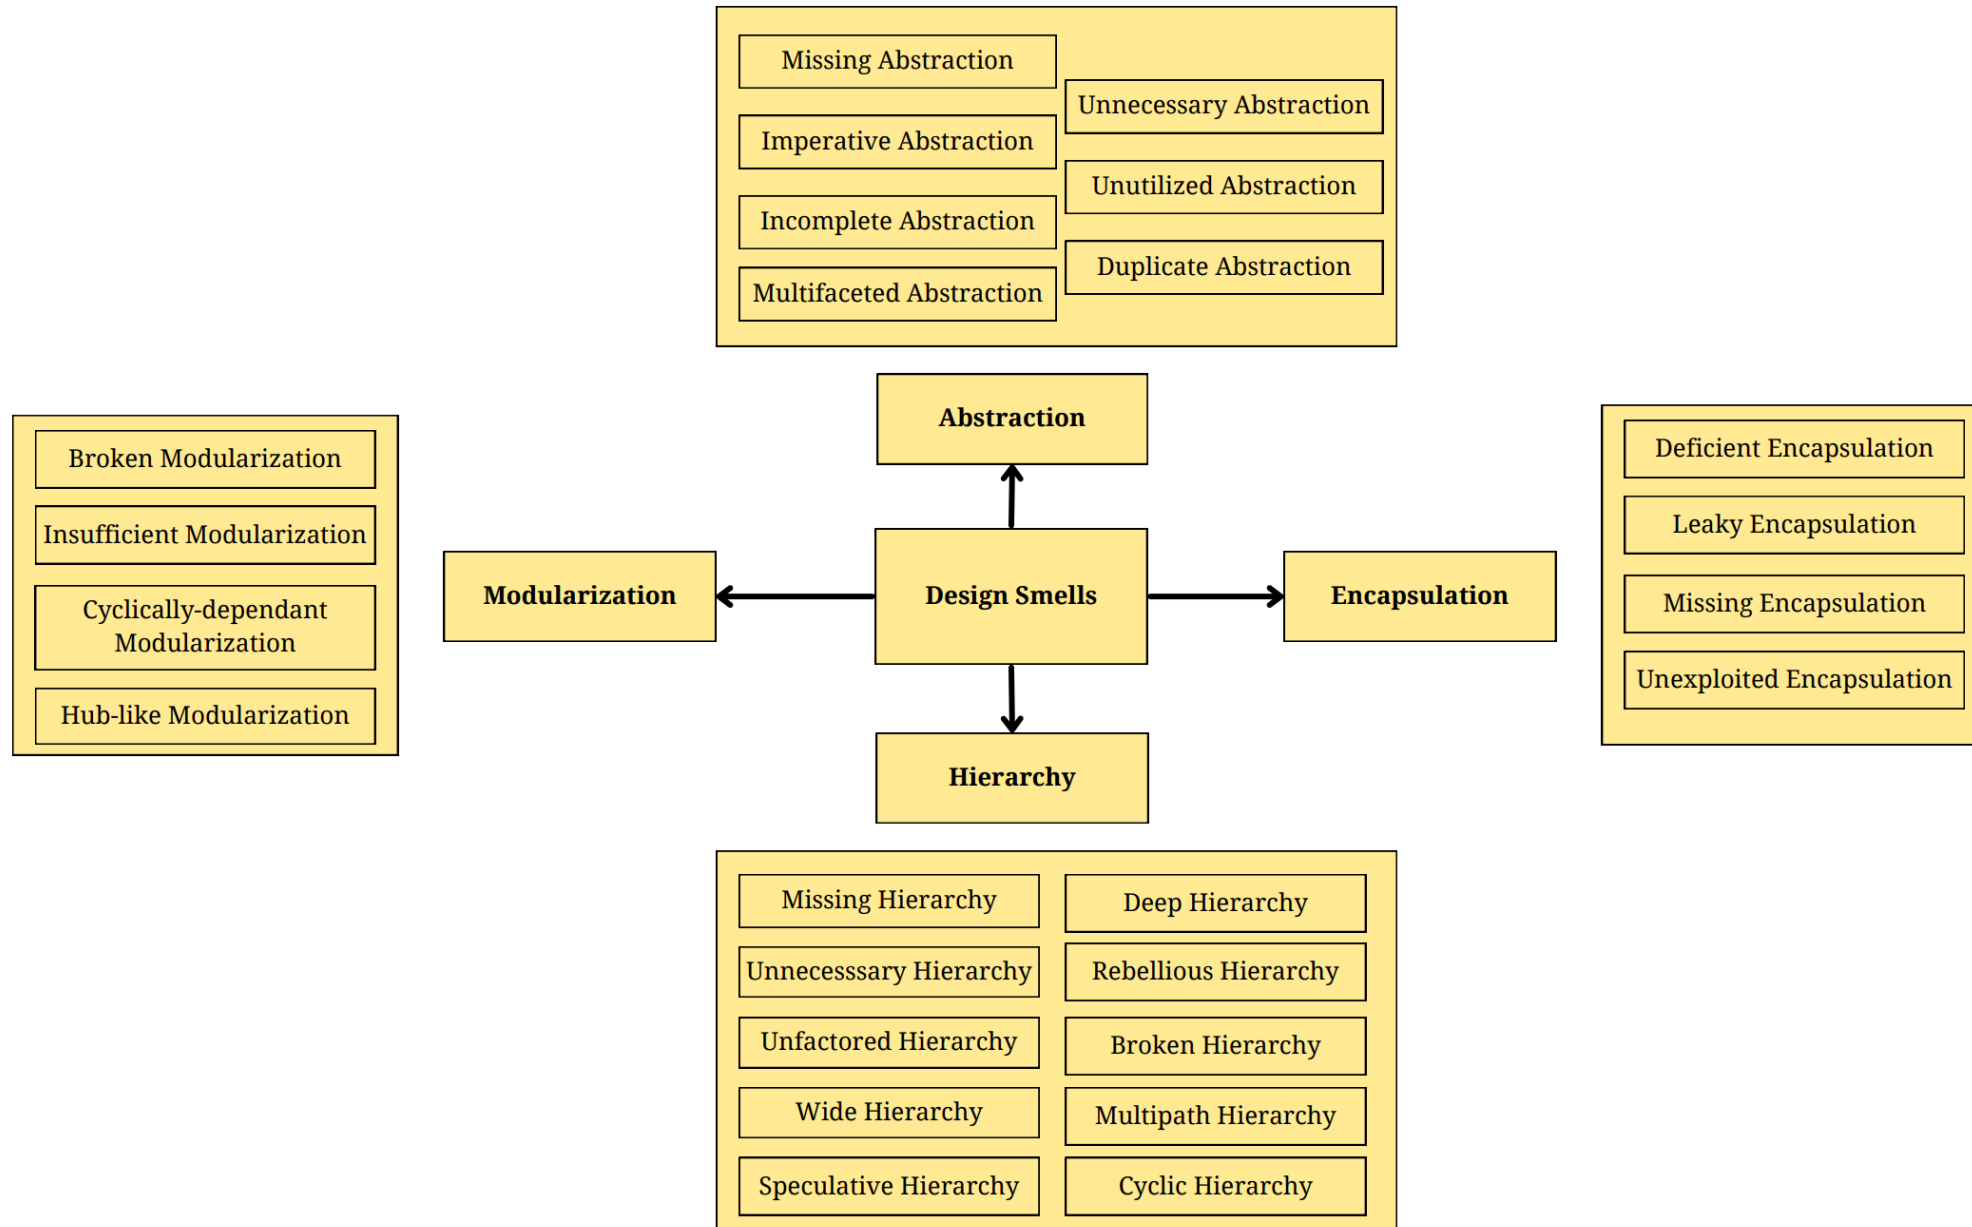 Missing Abstraction
Imperative Abstraction
Incomplete Abstraction
Multifaceted Abstraction
Unnecessary Abstraction
Unutilized Abstraction
Duplicate Abstraction
Abstraction
Broken Modularization
Insufficient Modularization
Cyclically-dependant
Modularization
Hub-like Modularization
Modularization
Design Smells
Encapsulation
Deficient Encapsulation
Leaky Encapsulation
Missing Encapsulation
Unexploited Encapsulation
Hierarchy
Missing Hierarchy
Unnecesssary Hierarchy
Unfactored Hierarchy
Wide Hierarchy
Speculative Hierarchy
Deep Hierarchy
Rebellious Hierarchy
Broken Hierarchy
Multipath Hierarchy
Cyclic Hierarchy